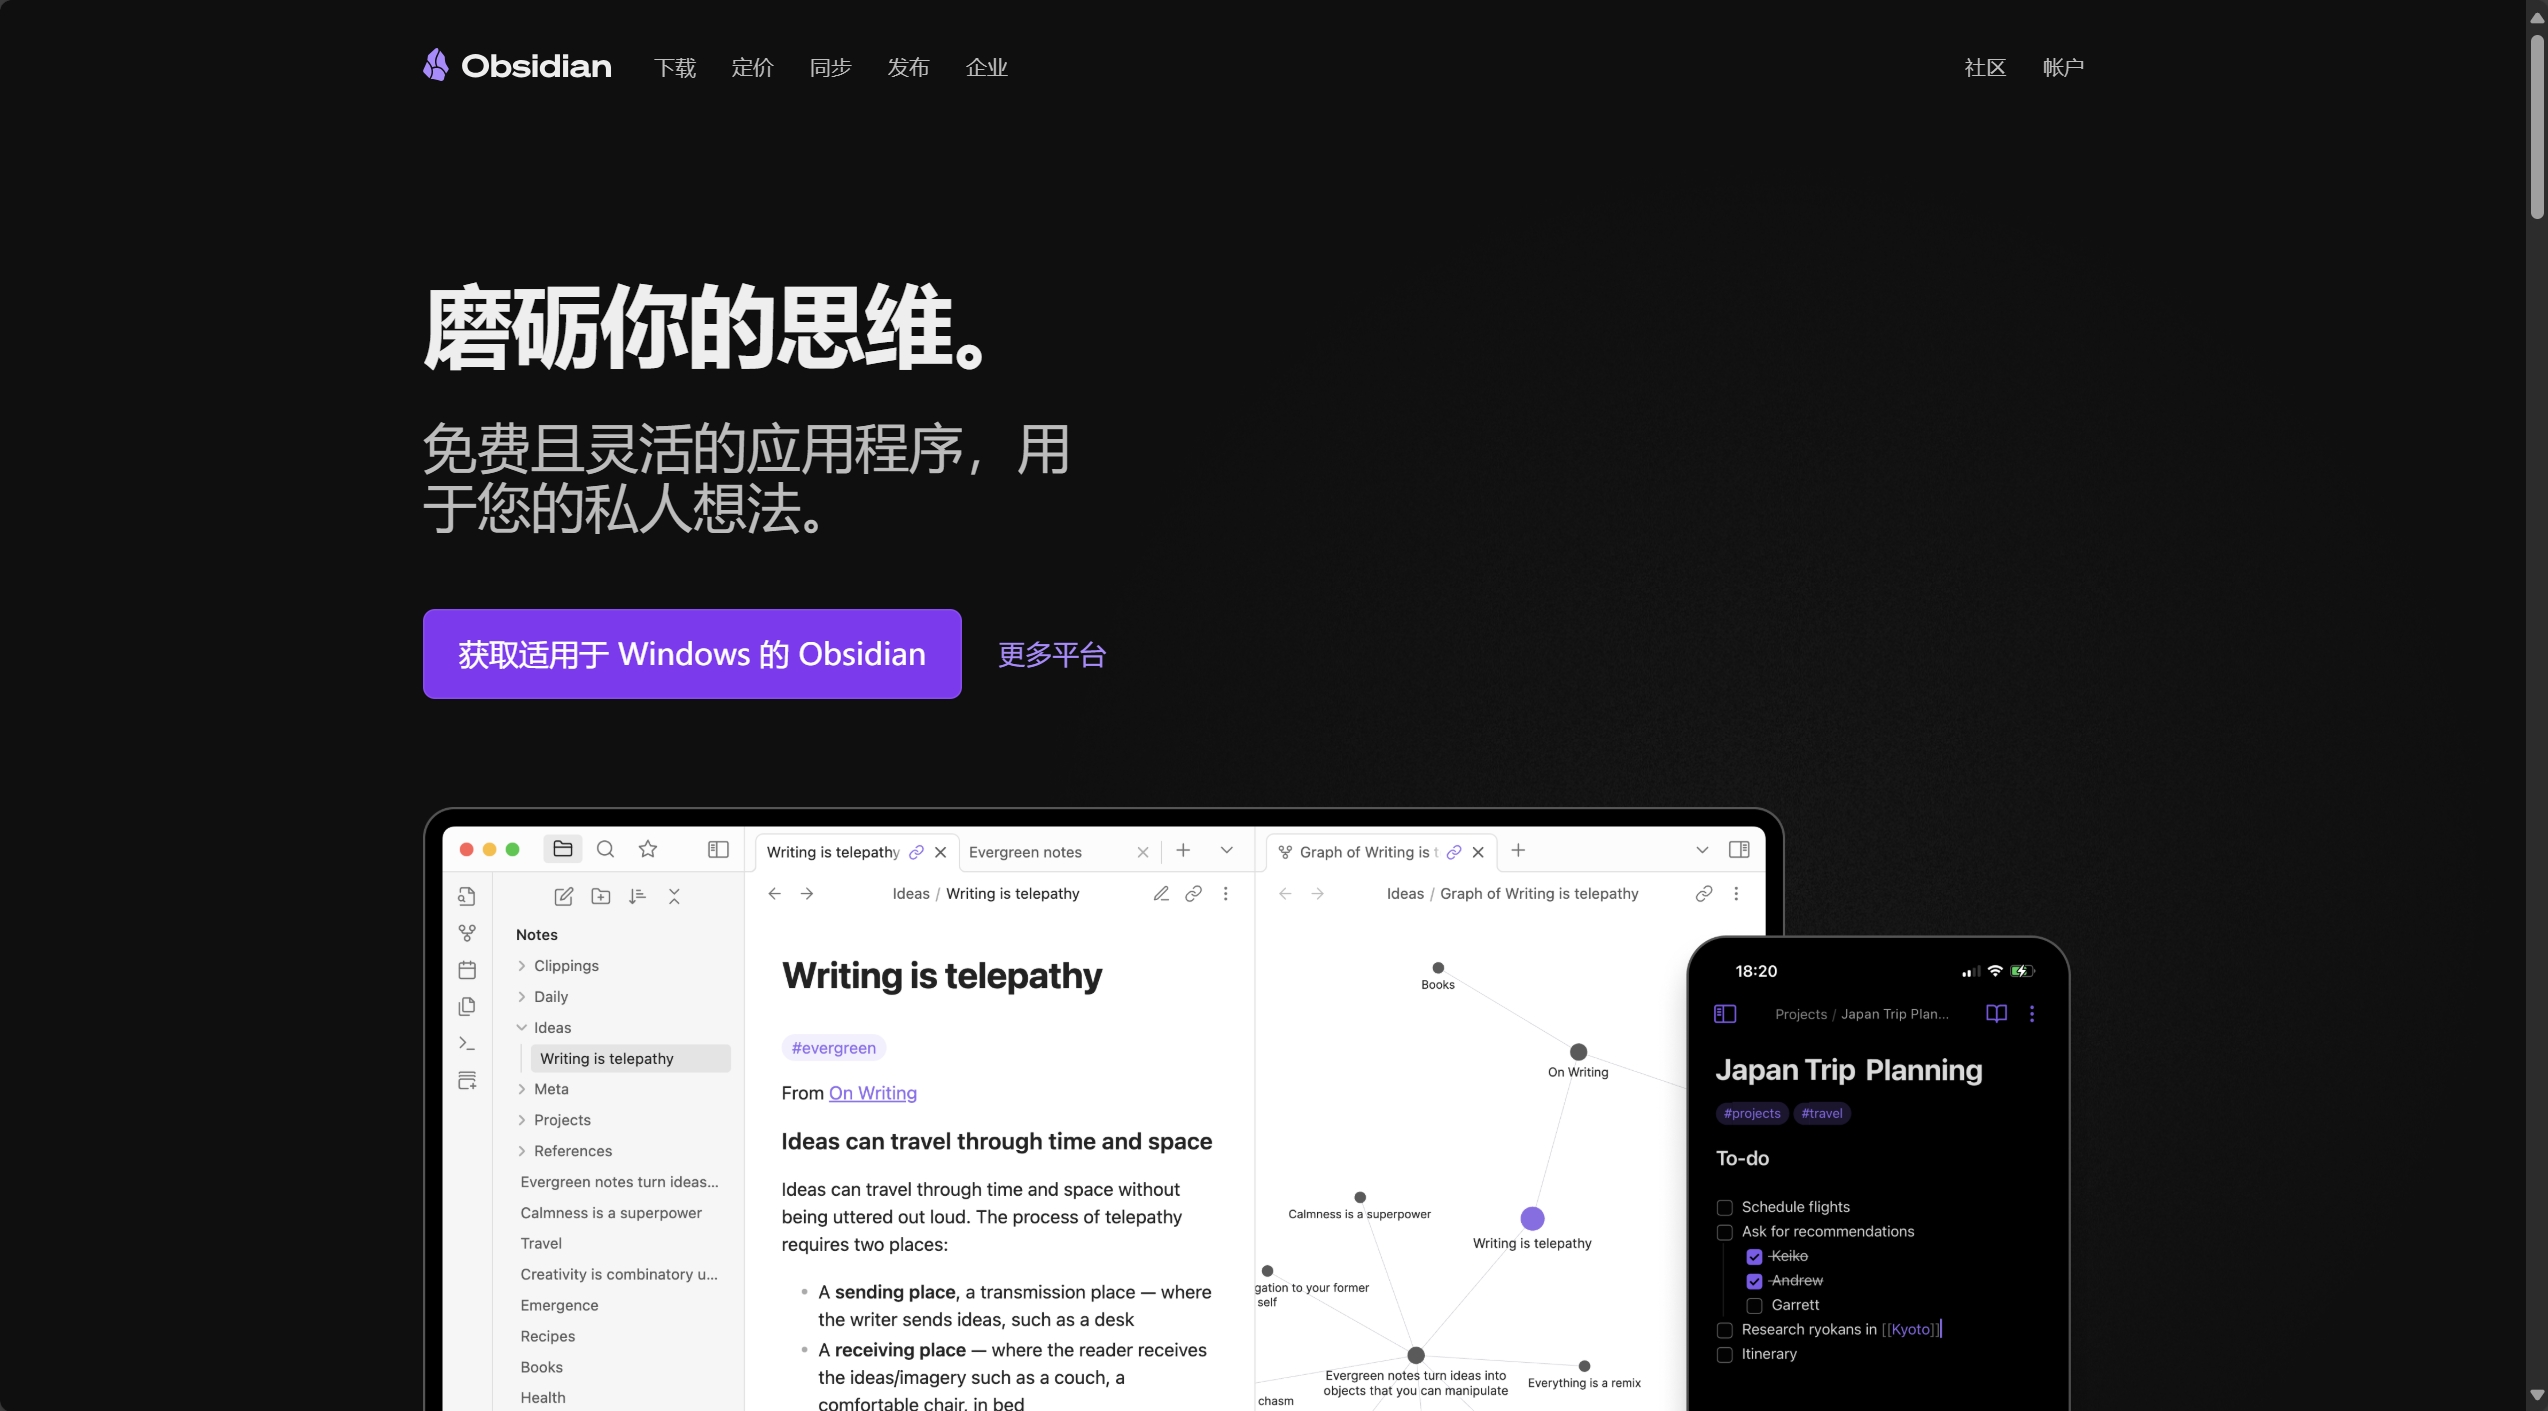 Obsidian
下载
定价
同步
发布
企业
社区
帐户
磨砺你的思维。
免费且灵活的应用程序，用
于您的私人想法。
获取适用于 Windows 的 Obsidian
更多平台
Writing is telepathy
Evergreen notes
Graph of Writing is t
Ideas / Writing is telepathy
Ideas / Graph of Writing is telepathy
Notes
Clippings
Daily
Ideas
Writing is telepathy
Meta
Projects
References
Evergreen notes turn ideas...
Calmness is a superpower
Travel
Creativity is combinatory u...
Emergence
Recipes
Books
Health
Writing is telepathy
#evergreen
From On Writing
Ideas can travel through time and space
Ideas can travel through time and space without
being uttered out loud. The process of telepathy
requires two places:
A sending place, a transmission place — where
the writer sends ideas, such as a desk
A receiving place — where the reader receives
the ideas/imagery such as a couch, a
comfortable chair, in bed
Books
On Writing
Calmness is a superpower
Writing is telepathy
gation to your former
self
Evergreen notes turn ideas into
objects that you can manipulate
Everything is a remix
chasm
18:20
Projects / Japan Trip Plan...
Japan Trip Planning
#projects #travel
To-do
Schedule flights
Ask for recommendations
Keiko
Andrew
Garrett
Research ryokans in [[Kyoto]]
Itinerary